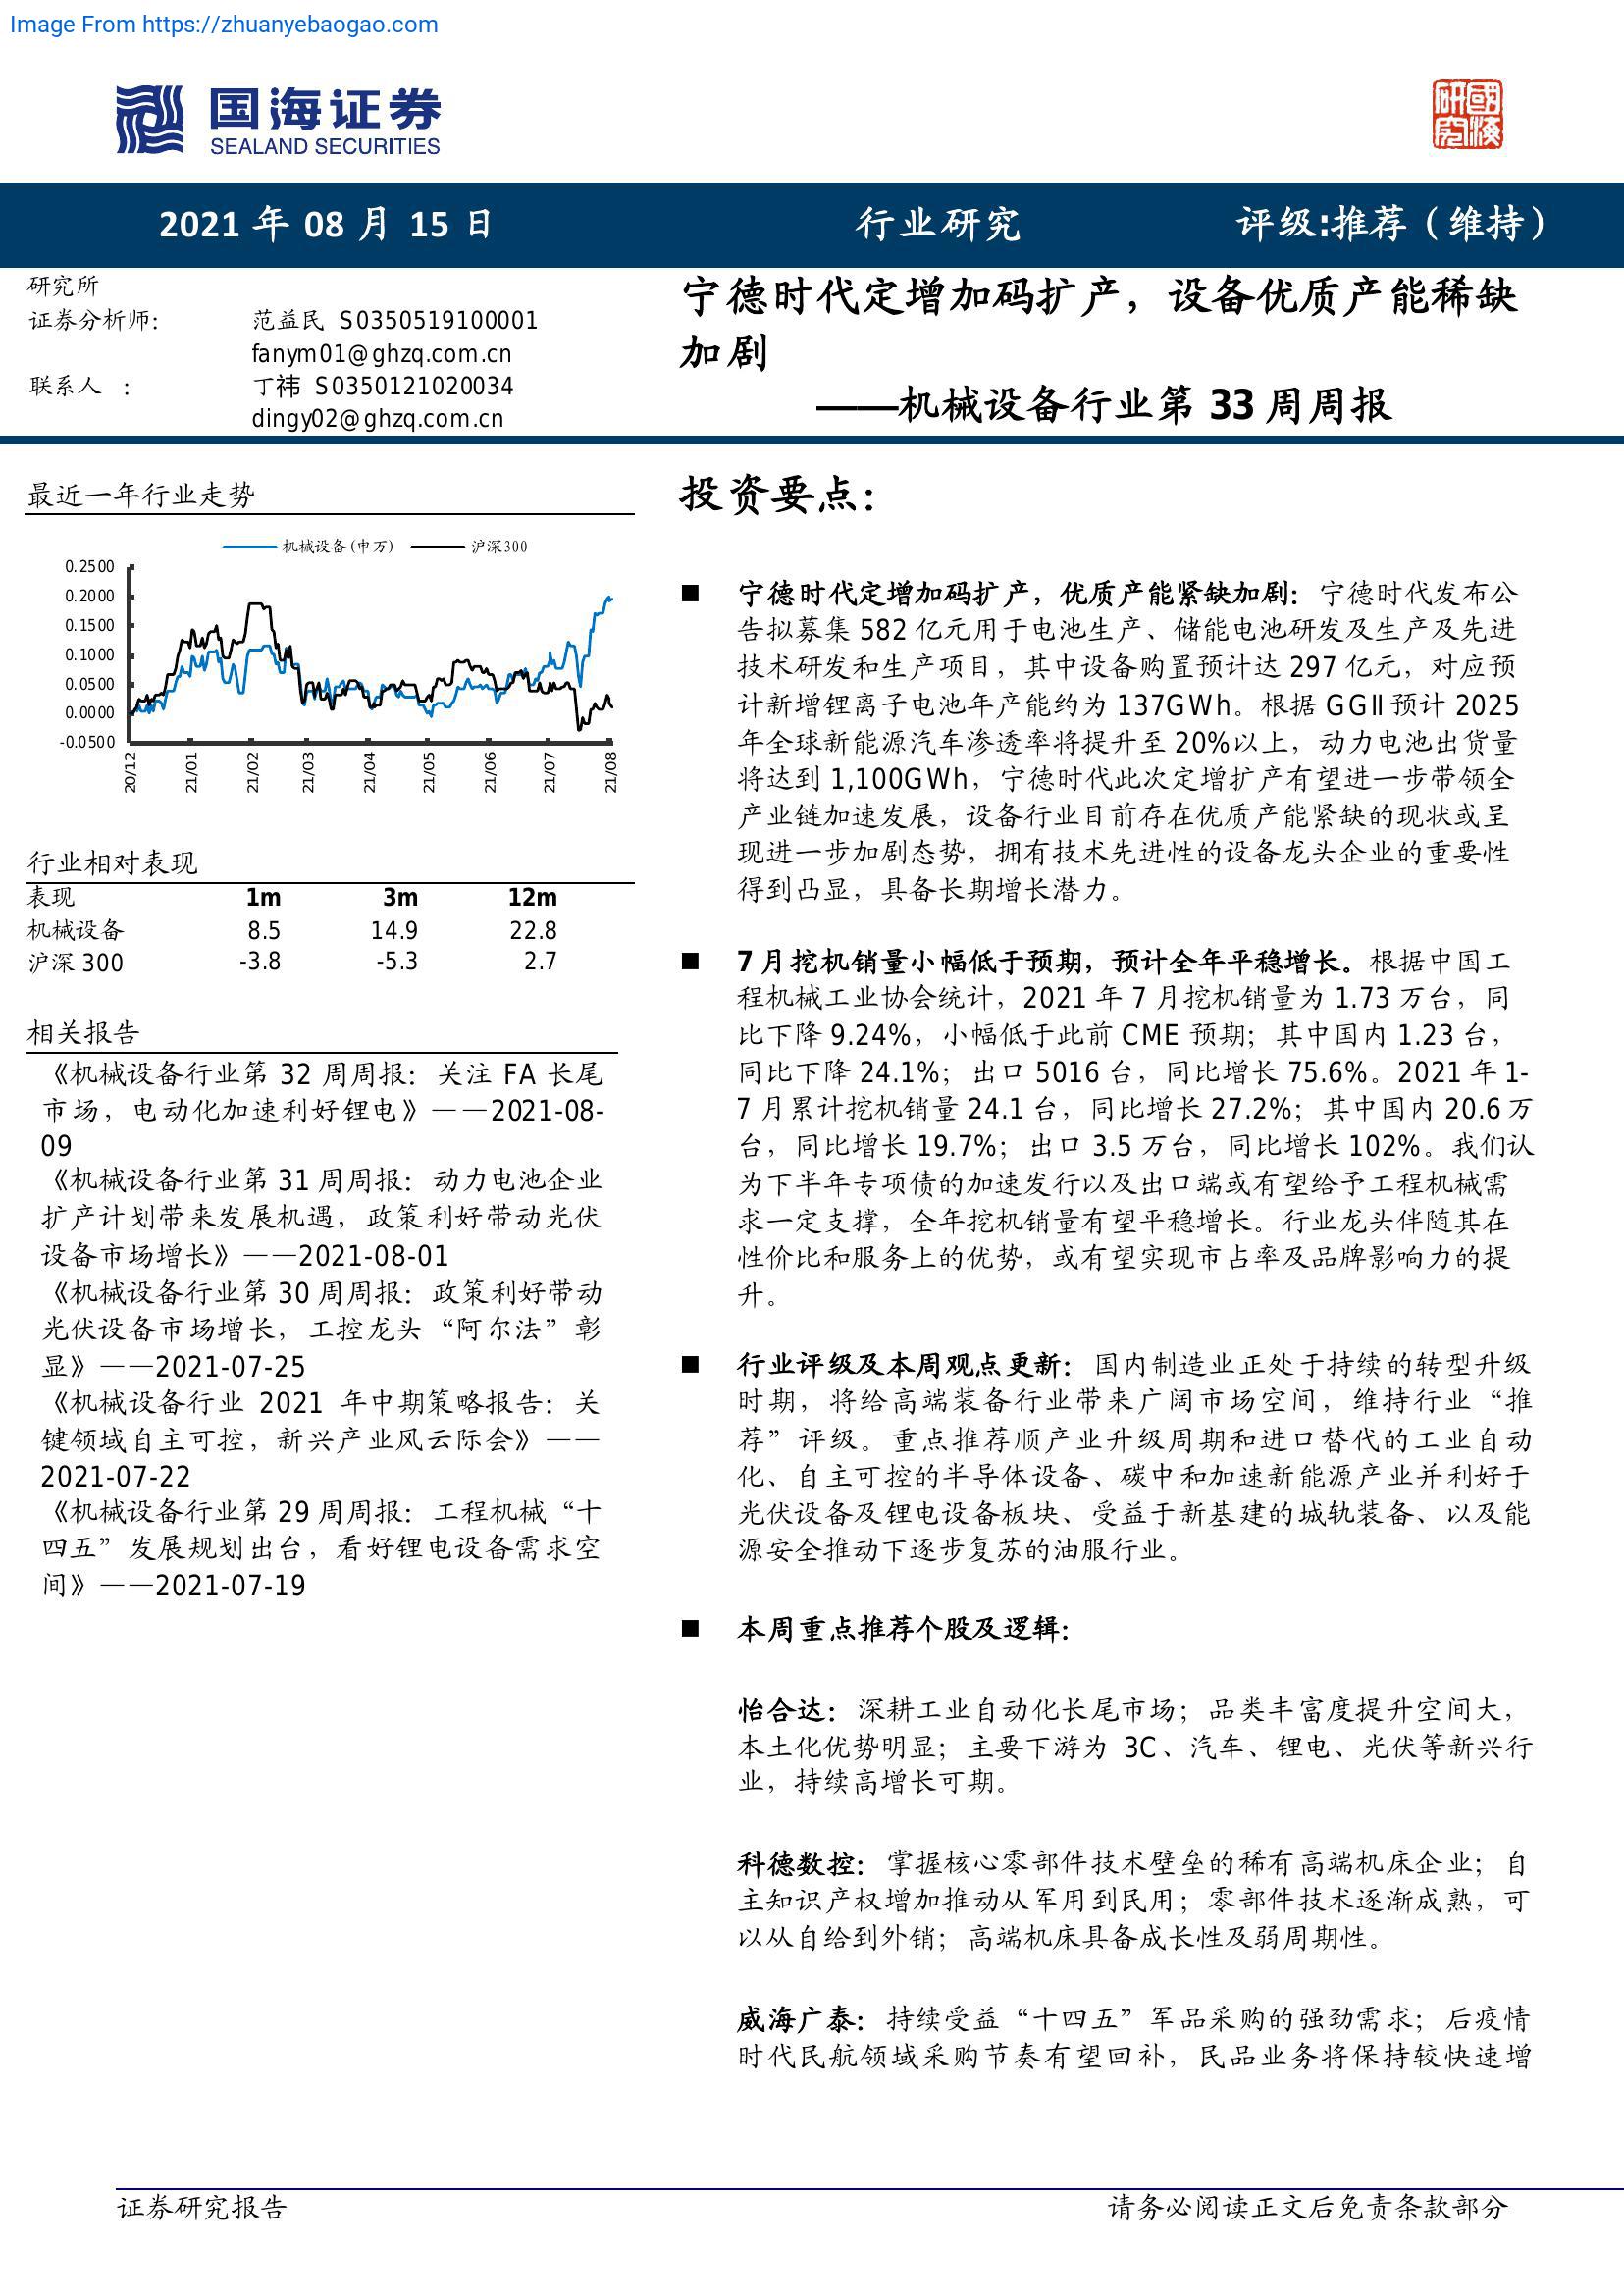 Image From https://zhuanyebaogao.com
国海证券
SEALAND SECURITIES
研究
國海
2021 年 08 月 15 日
行业研究
评级:推荐（维持）
研究所
证券分析师:
范益民 S0350519100001
fanym01@ghzq.com.cn
联系人 :
丁祎 S0350121020034
dingy02@ghzq.com.cn
宁德时代定增加码扩产，设备优质产能稀缺
加剧
——机械设备行业第 33 周周报
最近一年行业走势
机械设备(申万)
沪深300
0.2500
0.2000
0.1500
0.1000
0.0500
0.0000
-0.0500
20/12
21/01
21/02
21/03
21/04
21/05
21/06
21/07
21/08
行业相对表现
表现 1m 3m 12m
机械设备 8.5 14.9 22.8
沪深 300 -3.8 -5.3 2.7
相关报告
《机械设备行业第 32 周周报：关注 FA 长尾
市场，电动化加速利好锂电》——2021-08-
09
《机械设备行业第 31 周周报：动力电池企业
扩产计划带来发展机遇，政策利好带动光伏
设备市场增长》——2021-08-01
《机械设备行业第 30 周周报：政策利好带动
光伏设备市场增长，工控龙头“阿尔法”彰
显》——2021-07-25
《机械设备行业 2021 年中期策略报告：关
键领域自主可控，新兴产业风云际会》——
2021-07-22
《机械设备行业第 29 周周报：工程机械“十
四五”发展规划出台，看好锂电设备需求空
间》——2021-07-19
投资要点：
■ 宁德时代定增加码扩产，优质产能紧缺加剧：宁德时代发布公
告拟募集 582 亿元用于电池生产、储能电池研发及生产及先进
技术研发和生产项目，其中设备购置预计达 297 亿元，对应预
计新增锂离子电池年产能约为 137GWh。根据 GGII 预计 2025
年全球新能源汽车渗透率将提升至 20%以上，动力电池出货量
将达到 1,100GWh，宁德时代此次定增扩产有望进一步带领全
产业链加速发展，设备行业目前存在优质产能紧缺的现状或呈
现进一步加剧态势，拥有技术先进性的设备龙头企业的重要性
得到凸显，具备长期增长潜力。
■ 7 月挖机销量小幅低于预期，预计全年平稳增长。根据中国工
程机械工业协会统计，2021 年 7 月挖机销量为 1.73 万台，同
比下降 9.24%，小幅低于此前 CME 预期；其中国内 1.23 台，
同比下降 24.1%；出口 5016 台，同比增长 75.6%。2021 年 1-
7 月累计挖机销量 24.1 台，同比增长 27.2%；其中国内 20.6 万
台，同比增长 19.7%；出口 3.5 万台，同比增长 102%。我们认
为下半年专项债的加速发行以及出口端或有望给予工程机械需
求一定支撑，全年挖机销量有望平稳增长。行业龙头伴随其在
性价比和服务上的优势，或有望实现市占率及品牌影响力的提
升。
■ 行业评级及本周观点更新：国内制造业正处于持续的转型升级
时期，将给高端装备行业带来广阔市场空间，维持行业“推
荐”评级。重点推荐顺产业升级周期和进口替代的工业自动
化、自主可控的半导体设备、碳中和加速新能源产业并利好于
光伏设备及锂电设备板块、受益于新基建的城轨装备、以及能
源安全推动下逐步复苏的油服行业。
■ 本周重点推荐个股及逻辑：
怡合达：深耕工业自动化长尾市场；品类丰富度提升空间大，
本土化优势明显；主要下游为 3C、汽车、锂电、光伏等新兴行
业，持续高增长可期。
科德数控：掌握核心零部件技术壁垒的稀有高端机床企业；自
主知识产权增加推动从军用到民用；零部件技术逐渐成熟，可
以从自给到外销；高端机床具备成长性及弱周期性。
威海广泰：持续受益“十四五”军品采购的强劲需求；后疫情
时代民航领域采购节奏有望回补，民品业务将保持较快速增
证券研究报告
请务必阅读正文后免责条款部分